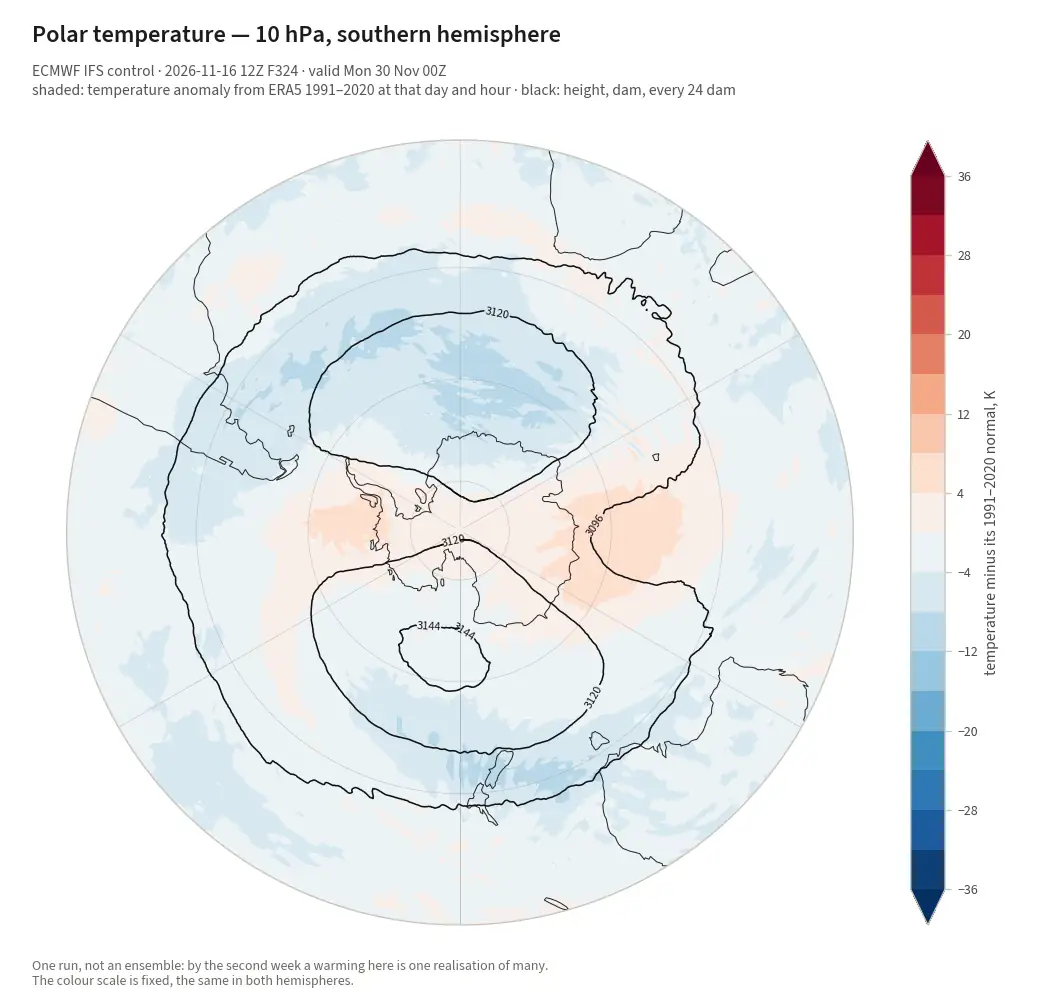 Polar temperature — 10 hPa, southern hemisphere
ECMWF IFS control · 2026-11-16 12Z F324 · valid Mon 30 Nov 00Z
shaded: temperature anomaly from ERA5 1991–2020 at that day and hour · black: height, dam, every 24 dam
36
28
20
12
4
−4
−12
−20
−28
−36
temperature minus its 1991–2020 normal, K
3120
3096
3120
3144
3144
3120
One run, not an ensemble: by the second week a warming here is one realisation of many.
The colour scale is fixed, the same in both hemispheres.